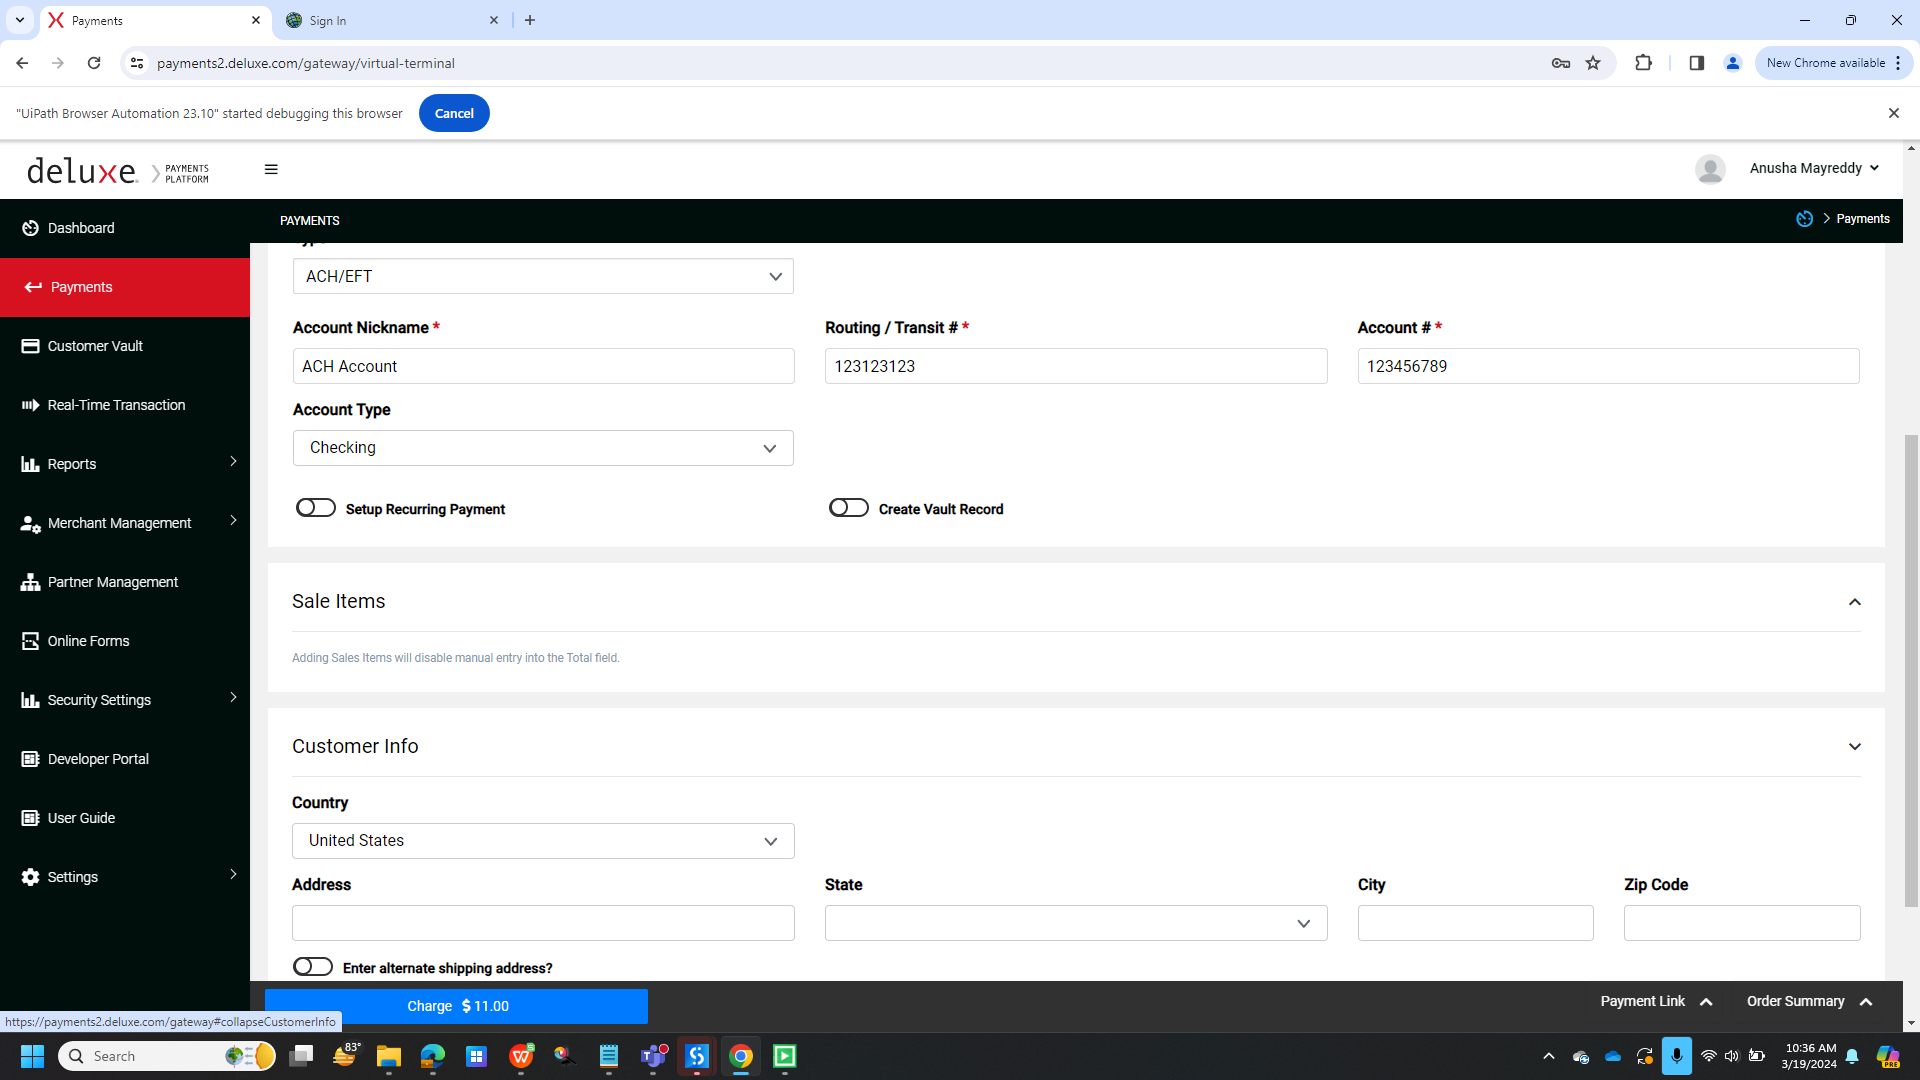 Payments
Sign In
payments2.deluxe.com/gateway/virtual-terminal
New Chrome available
"UiPath Browser Automation 23.10" started debugging this browser
Cancel
deluxe.
PAYMENTS
PLATFORM
Anusha Mayreddy
Dashboard
Payments
Customer Vault
Real-Time Transaction
Reports
Merchant Management
Partner Management
Online Forms
Security Settings
Developer Portal
User Guide
Settings
PAYMENTS
Payments
ACH/EFT
Account Nickname *
ACH Account
Routing / Transit # *
123123123
Account # *
123456789
Account Type
Checking
Setup Recurring Payment
Create Vault Record
Sale Items
Adding Sales Items will disable manual entry into the Total field.
Customer Info
Country
United States
Address
State
City
Zip Code
Enter alternate shipping address?
Charge $ 11.00
Payment Link
Order Summary
https://payments2.deluxe.com/gateway#collapseCustomerInfo
Search
83°
10:36 AM
3/19/2024
PRE